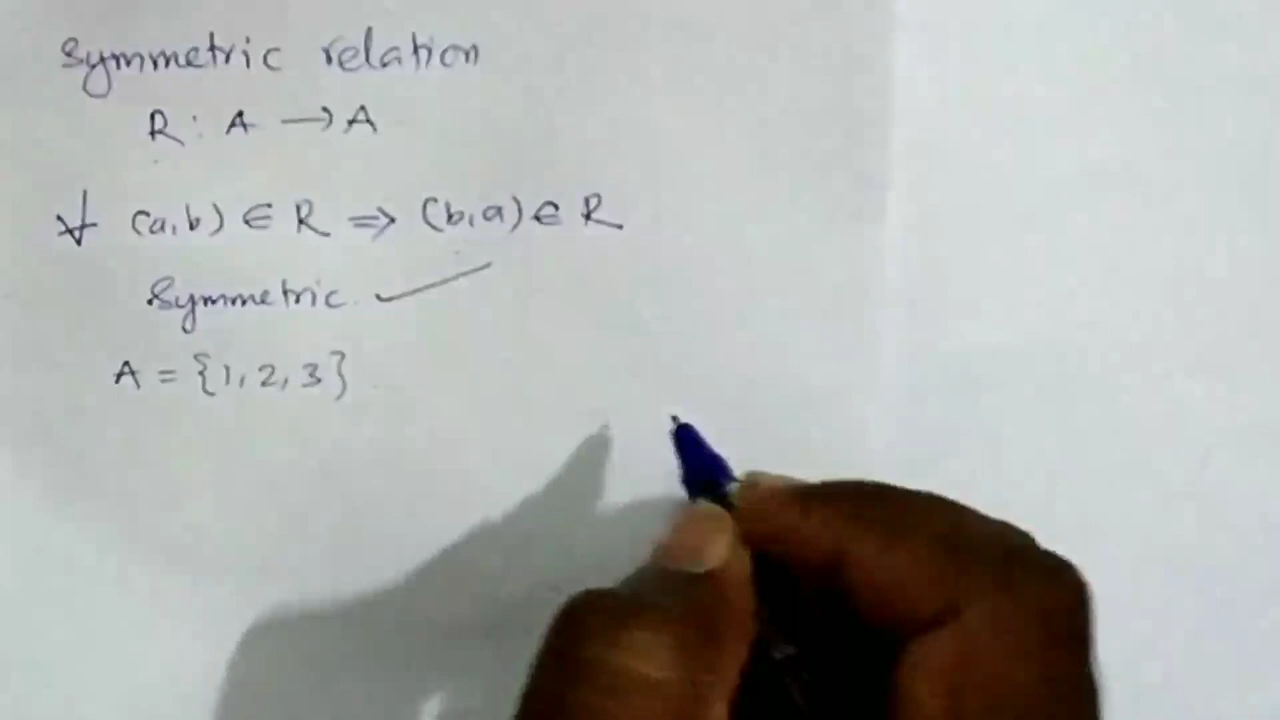 Symmetric relation
R: A → A
∀ (a,b) ∈ R ⇒ (b,a) ∈ R
Symmetric. ✓
A = {1, 2, 3}